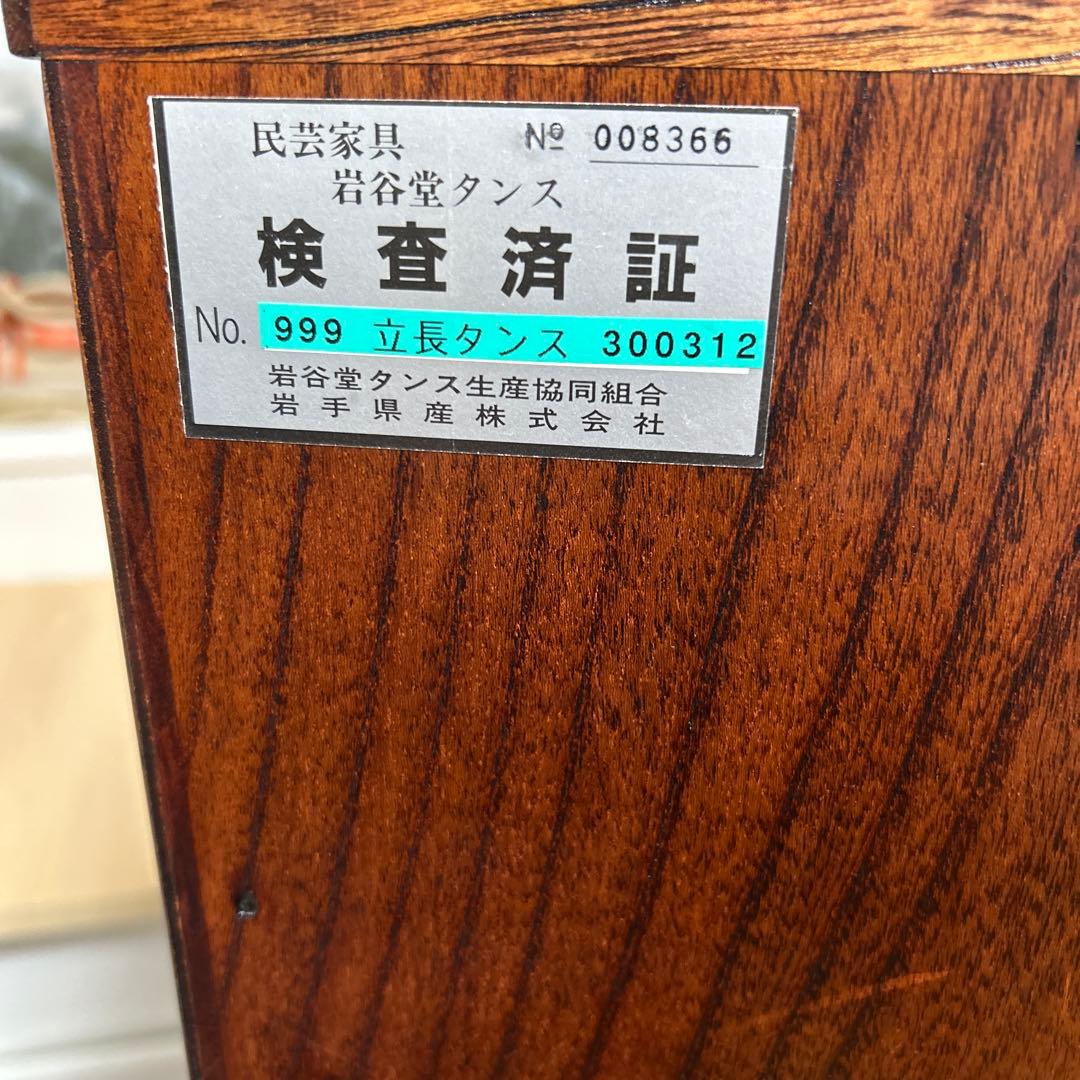 民芸家具 № 008366
岩谷堂タンス
検査済証
No. 999 立長タンス 300312
岩谷堂タンス生産協同組合
岩手県産株式会社